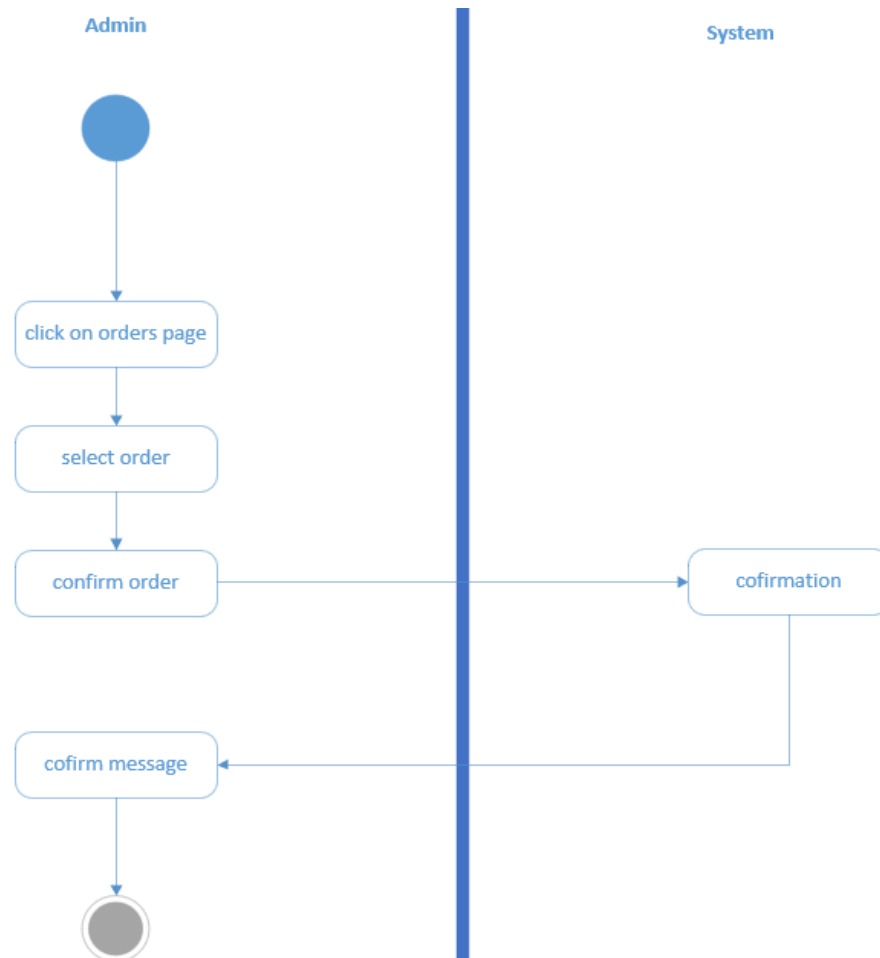 Admin
System
click on orders page
select order
confirm order
cofirmation
cofirm message